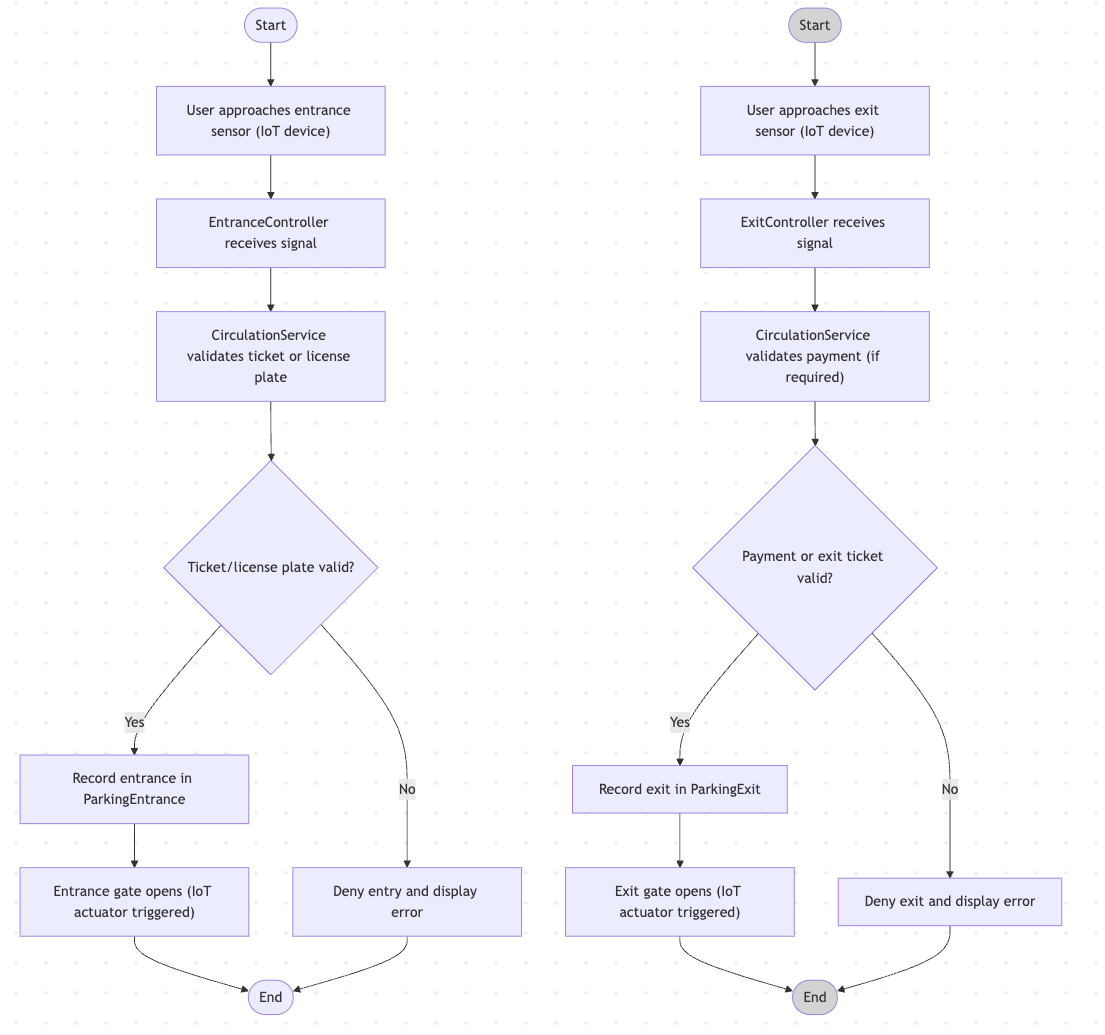 Start
User approaches entrance
sensor (IoT device)
EntranceController
receives signal
CirculationService
validates ticket or license
plate
Ticket/license plate valid?
Yes
No
Record entrance in
ParkingEntrance
Entrance gate opens (IoT
actuator triggered)
Deny entry and display
error
End
Start
User approaches exit
sensor (IoT device)
ExitController receives
signal
CirculationService
validates payment (if
required)
Payment or exit ticket
valid?
Yes
No
Record exit in ParkingExit
Exit gate opens (IoT
actuator triggered)
Deny exit and display error
End